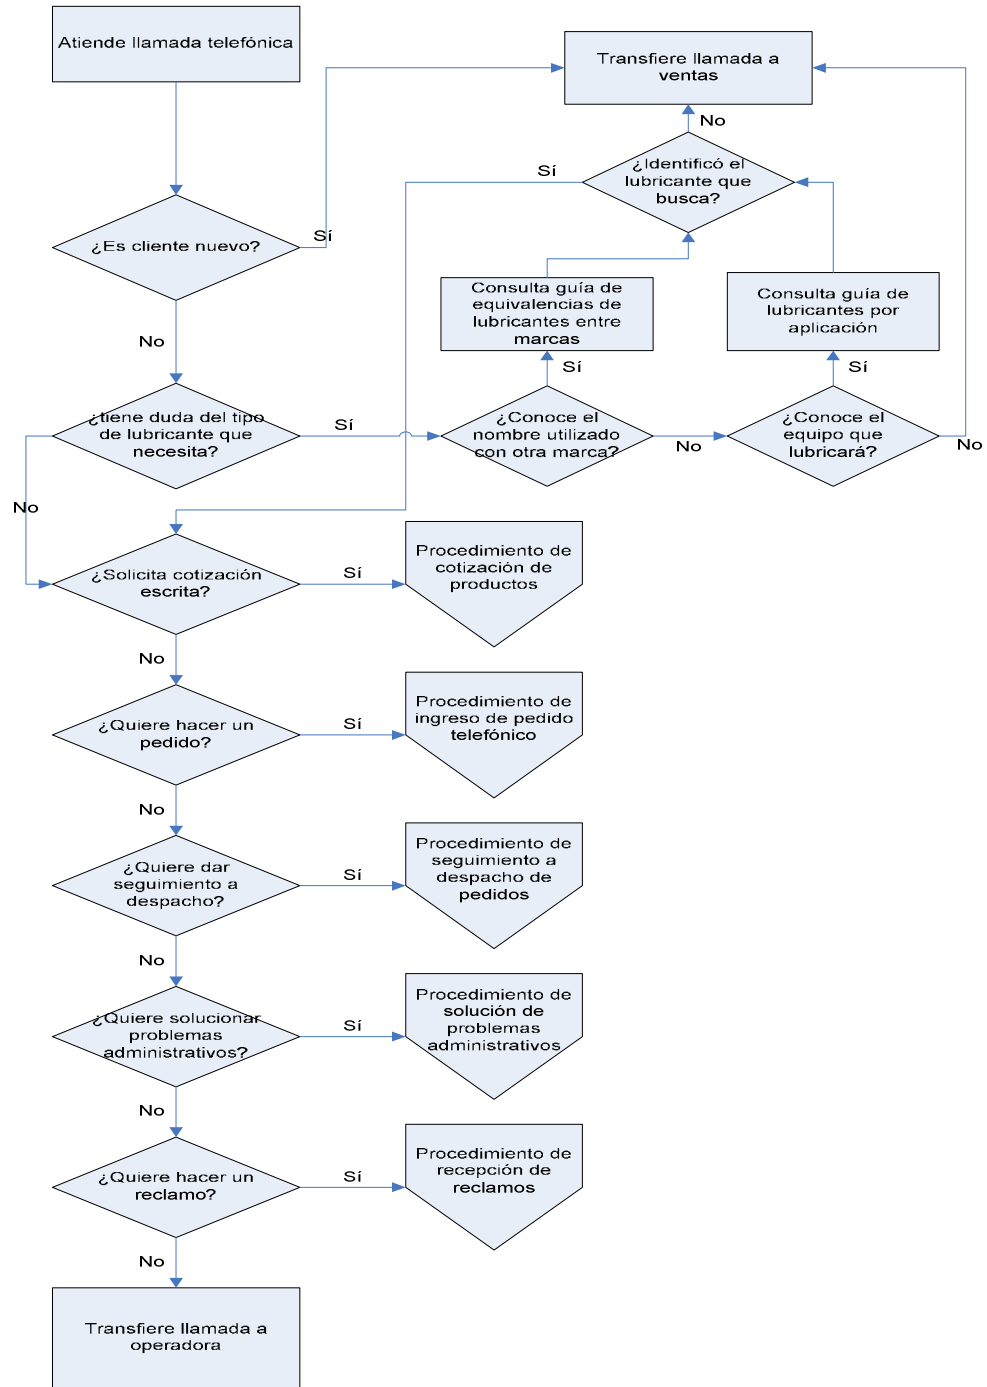 Atiende llamada telefónica
Transfiere llamada a
ventas
No
¿Identificó el
lubricante que
busca?
Sí
¿Es cliente nuevo?
Sí
Consulta guía de
equivalencias de
lubricantes entre
marcas
Consulta guía de
lubricantes por
aplicación
No
Sí
Sí
¿tiene duda del tipo
de lubricante que
necesita?
Sí
¿Conoce el
nombre utilizado
con otra marca?
No
¿Conoce el
equipo que
lubricará?
No
No
¿Solicita cotización
escrita?
Sí
Procedimiento de
cotización de
productos
No
¿Quiere hacer un
pedido?
Sí
Procedimiento de
ingreso de pedido
telefónico
No
¿Quiere dar
seguimiento a
despacho?
Sí
Procedimiento de
seguimiento a
despacho de
pedidos
No
¿Quiere solucionar
problemas
administrativos?
Sí
Procedimiento de
solución de
problemas
administrativos
No
¿Quiere hacer un
reclamo?
Sí
Procedimiento de
recepción de
reclamos
No
Transfiere llamada a
operadora